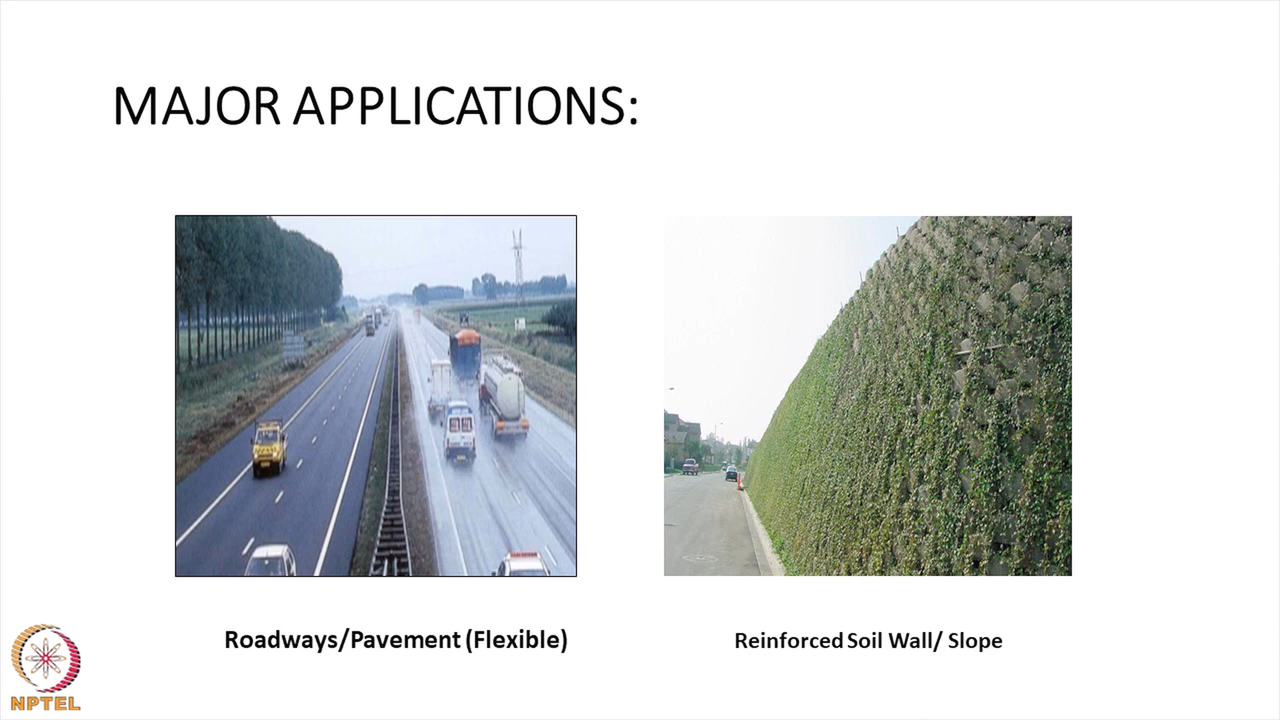 MAJOR APPLICATIONS:
Roadways/Pavement (Flexible)
Reinforced Soil Wall/ Slope
NPTEL